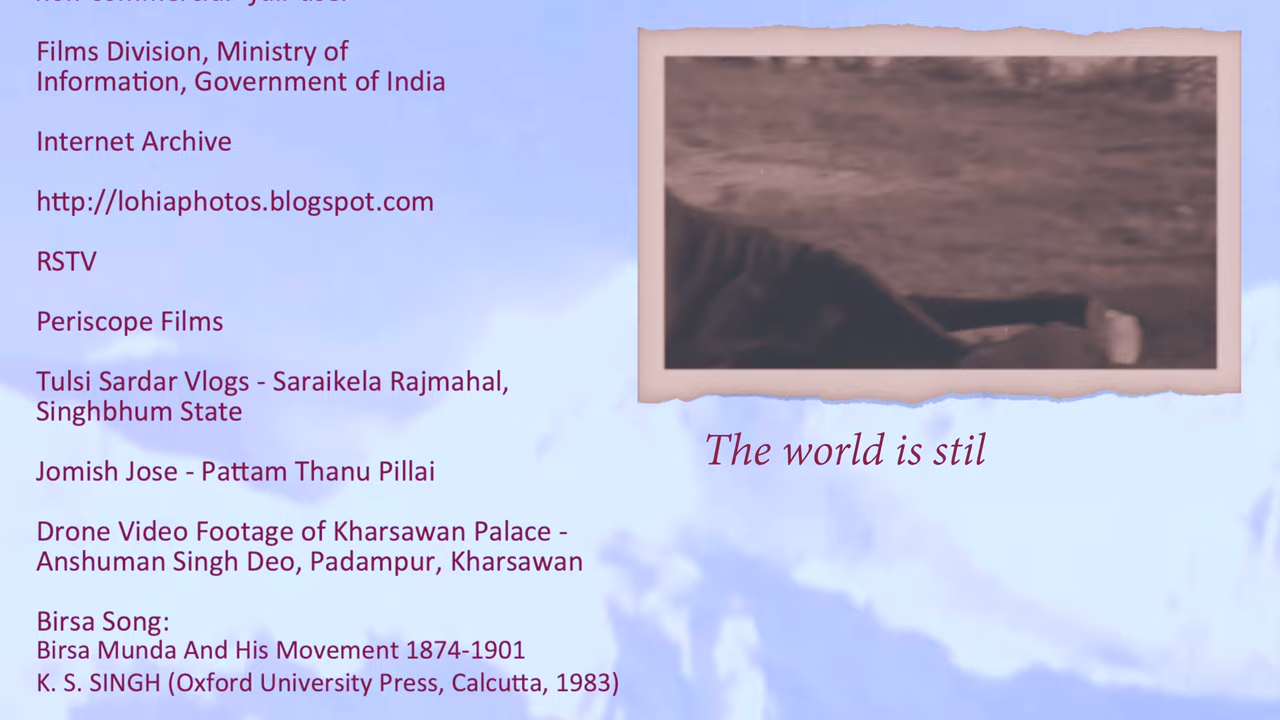 Films Division, Ministry of
Information, Government of India
Internet Archive
http://lohiaphotos.blogspot.com
RSTV
Periscope Films
Tulsi Sardar Vlogs - Saraikela Rajmahal,
Singhbhum State
Jomish Jose - Pattam Thanu Pillai
Drone Video Footage of Kharsawan Palace -
Anshuman Singh Deo, Padampur, Kharsawan
Birsa Song:
Birsa Munda And His Movement 1874-1901
K. S. SINGH (Oxford University Press, Calcutta, 1983)
The world is stil